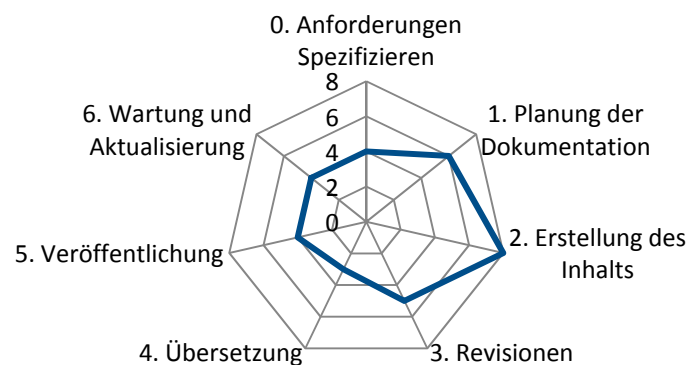 0. Anforderungen
Spezifizieren
8
6. Wartung und
Aktualisierung
6
1. Planung der
Dokumentation
4
2
0
5. Veröffentlichung
2. Erstellung des
Inhalts
4. Übersetzung
3. Revisionen